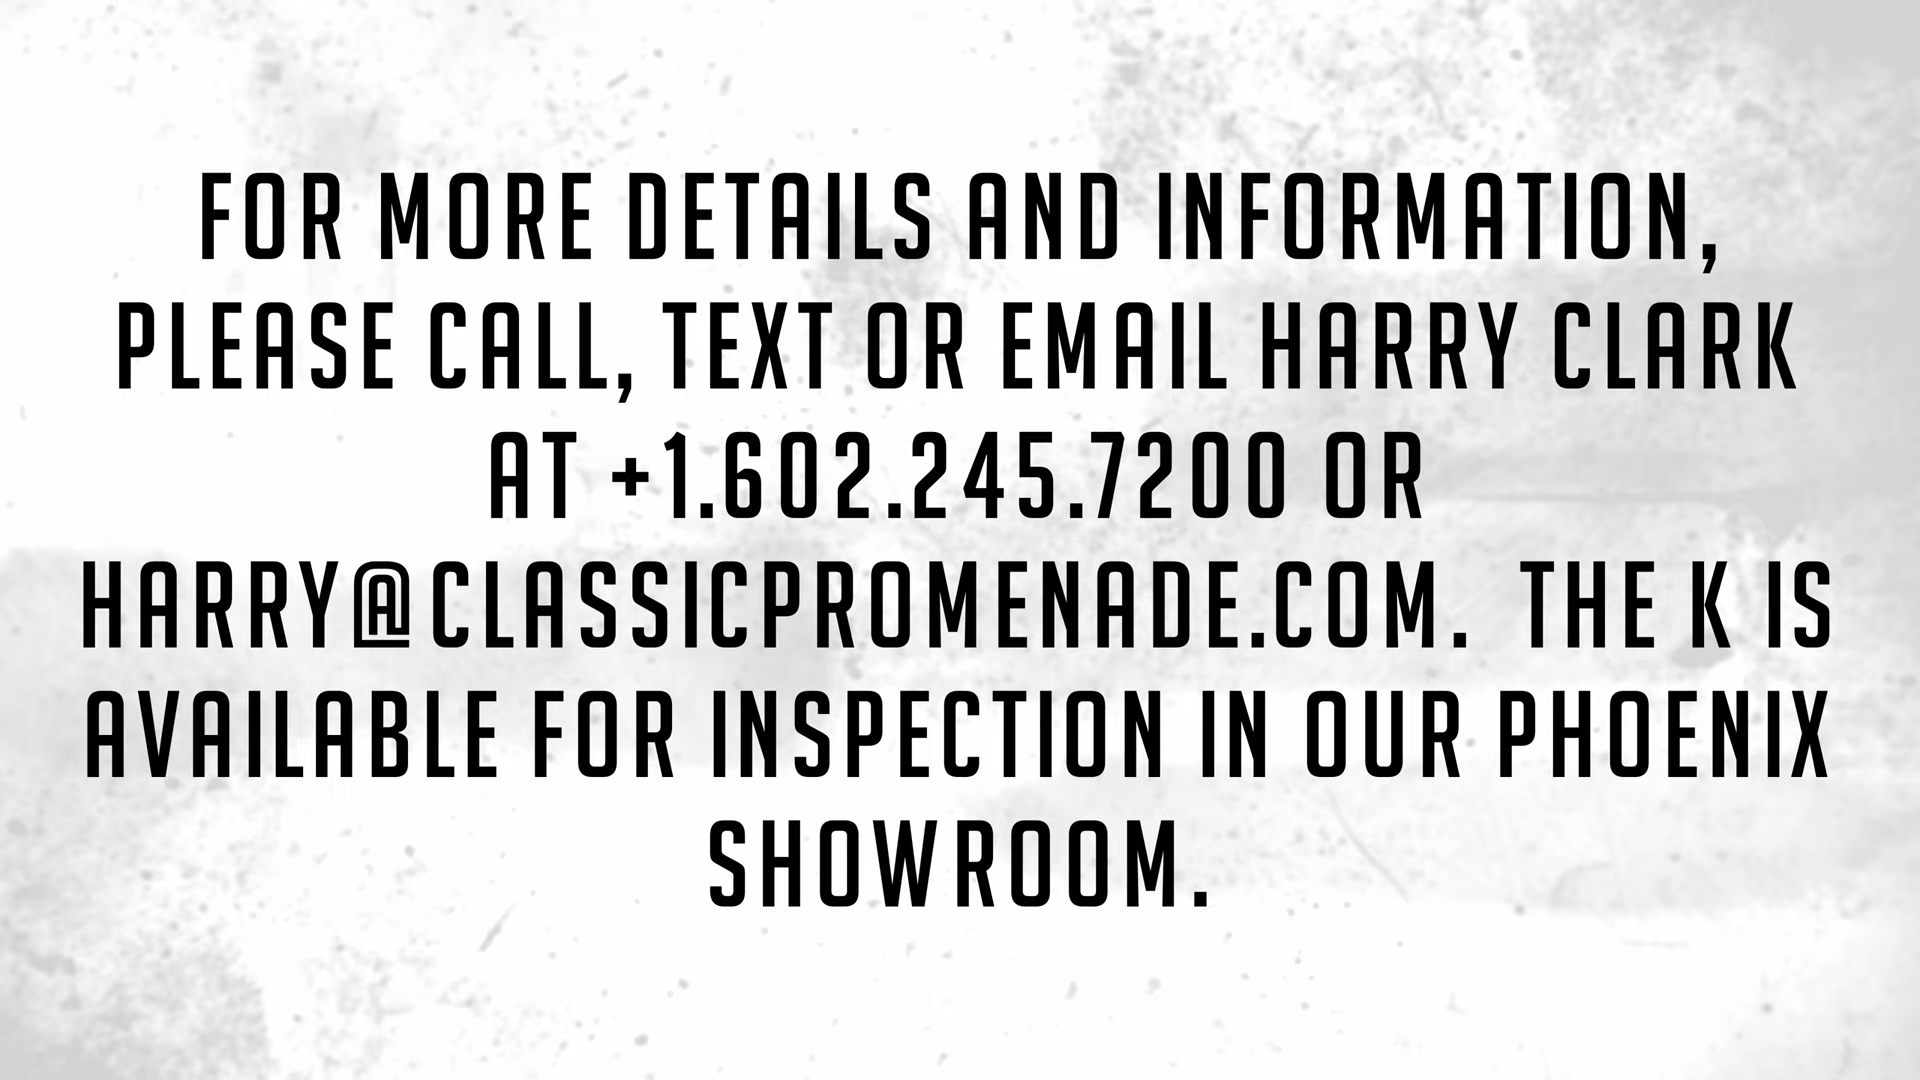 FOR MORE DETAILS AND INFORMATION,
PLEASE CALL, TEXT OR EMAIL HARRY CLARK
AT +1.602.245.7200 OR
HARRY@CLASSICPROMENADE.COM.  THE K IS
AVAILABLE FOR INSPECTION IN OUR PHOENIX
SHOWROOM.